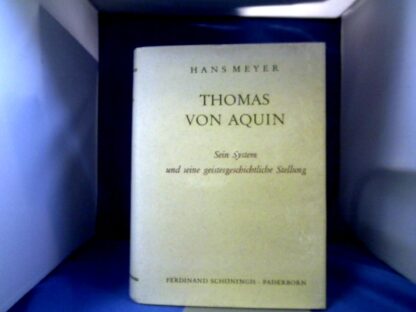 HANS MEYER
THOMAS
VON AQUIN
Sein System
und seine geistesgeschichtliche Stellung
FERDINAND SCHÖNINGH · PADERBORN